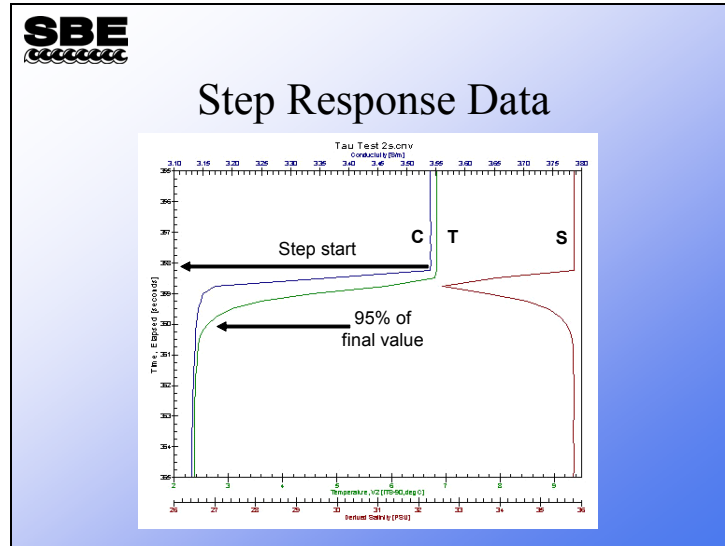 SBE
Step Response Data
Tau Test 2s.cnv
Conductivity [S/m]
3.10 3.15 3.20 3.25 3.30 3.35 3.40 3.45 3.50 3.55 3.60 3.65 3.70 3.75 3.80
C T S
Step start
95% of
final value
Time, Elapsed [seconds]
2 3 4 5 6 7 8 9
Temperature, V2 [ITS-90, deg C]
26 27 28 29 30 31 32 33 34 35 36
Derived Salinity [PSU]